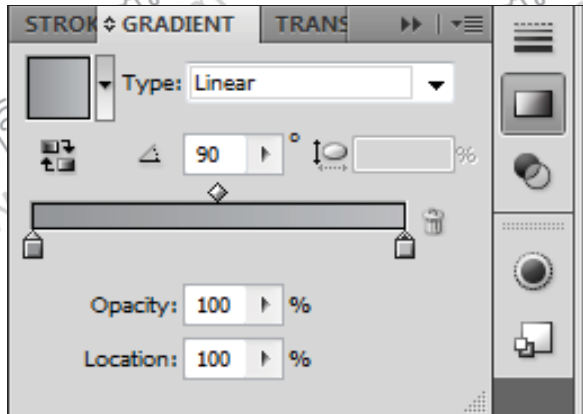 STROK GRADIENT TRANS
Type: Linear
90 ° %
Opacity: 100 %
Location: 100 %